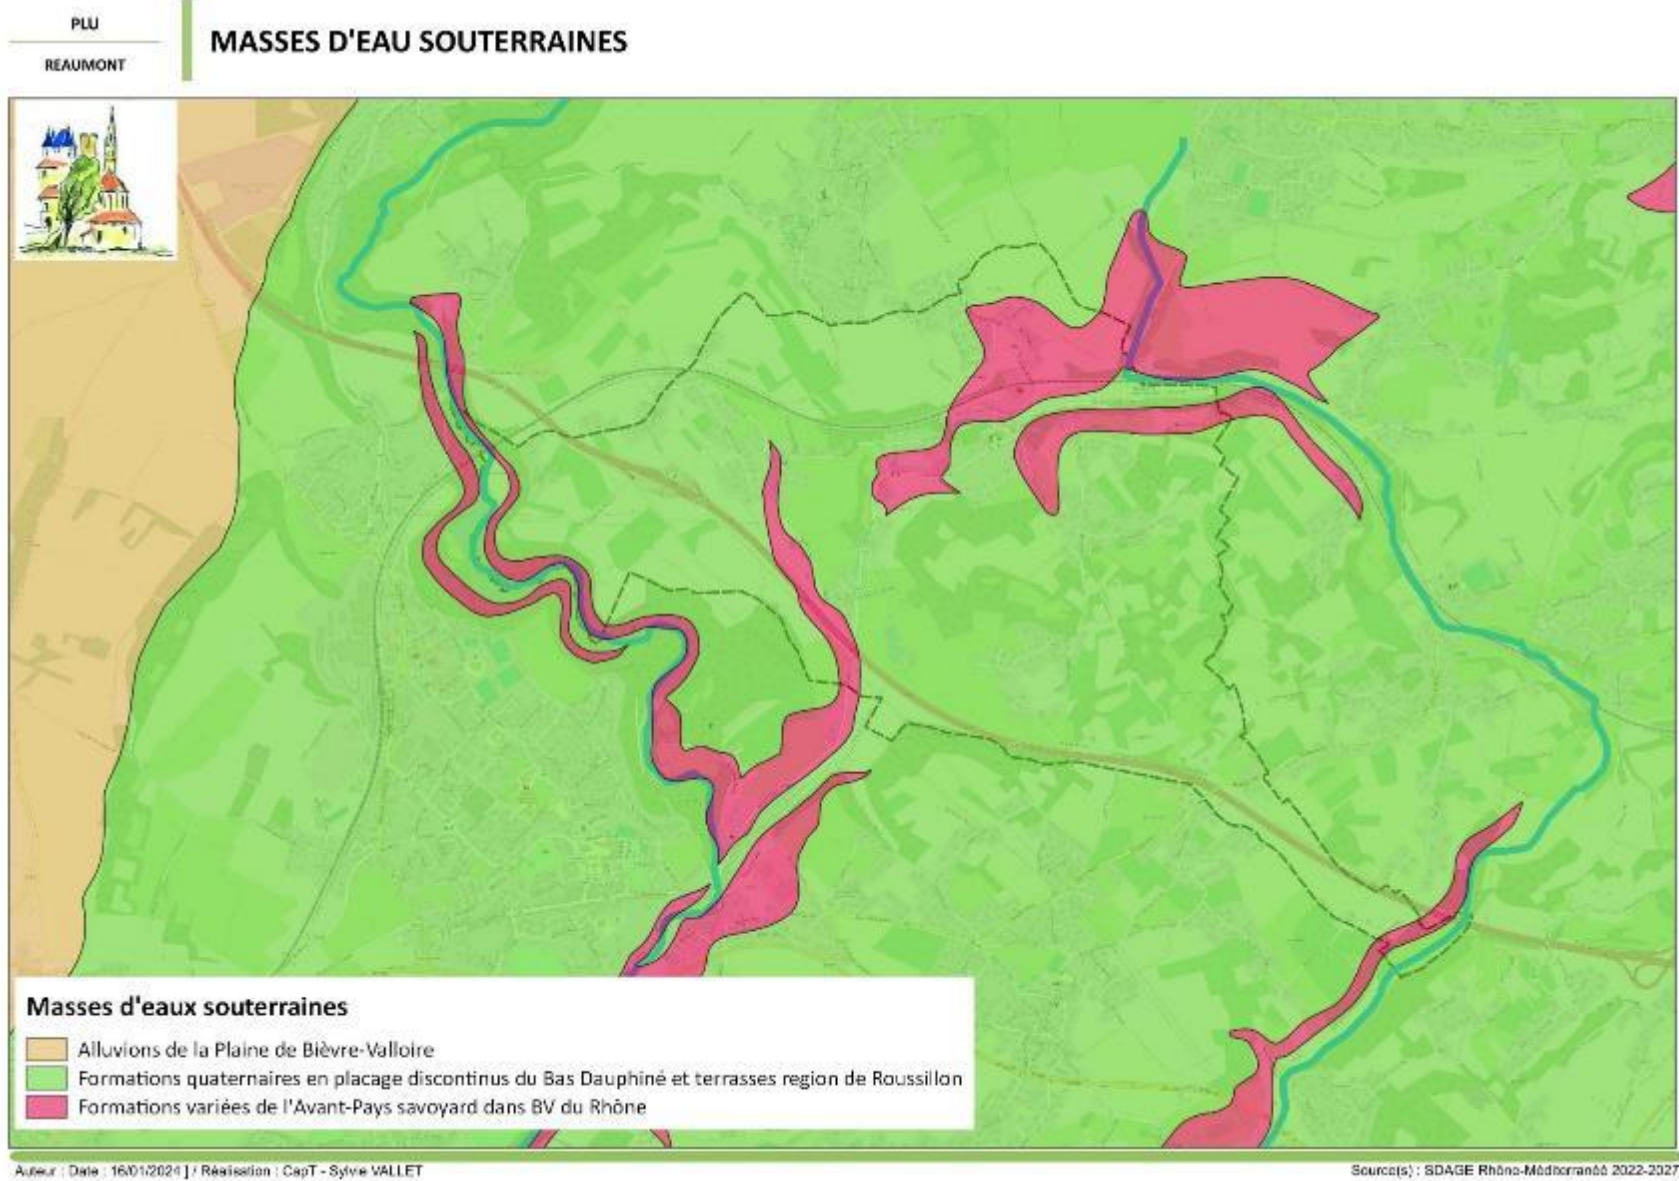 PLU
REAUMONT
MASSES D'EAU SOUTERRAINES
Masses d'eaux souterraines
Alluvions de la Plaine de Bièvre-Valloire
Formations quaternaires en placage discontinus du Bas Dauphiné et terrasses region de Roussillon
Formations variées de l'Avant-Pays savoyard dans BV du Rhône
Auteur : Date : 16/01/2024 ] / Réalisation : CapT - Sylvie VALLET
Source(s) : SDAGE Rhône-Méditerranéé 2022-2027